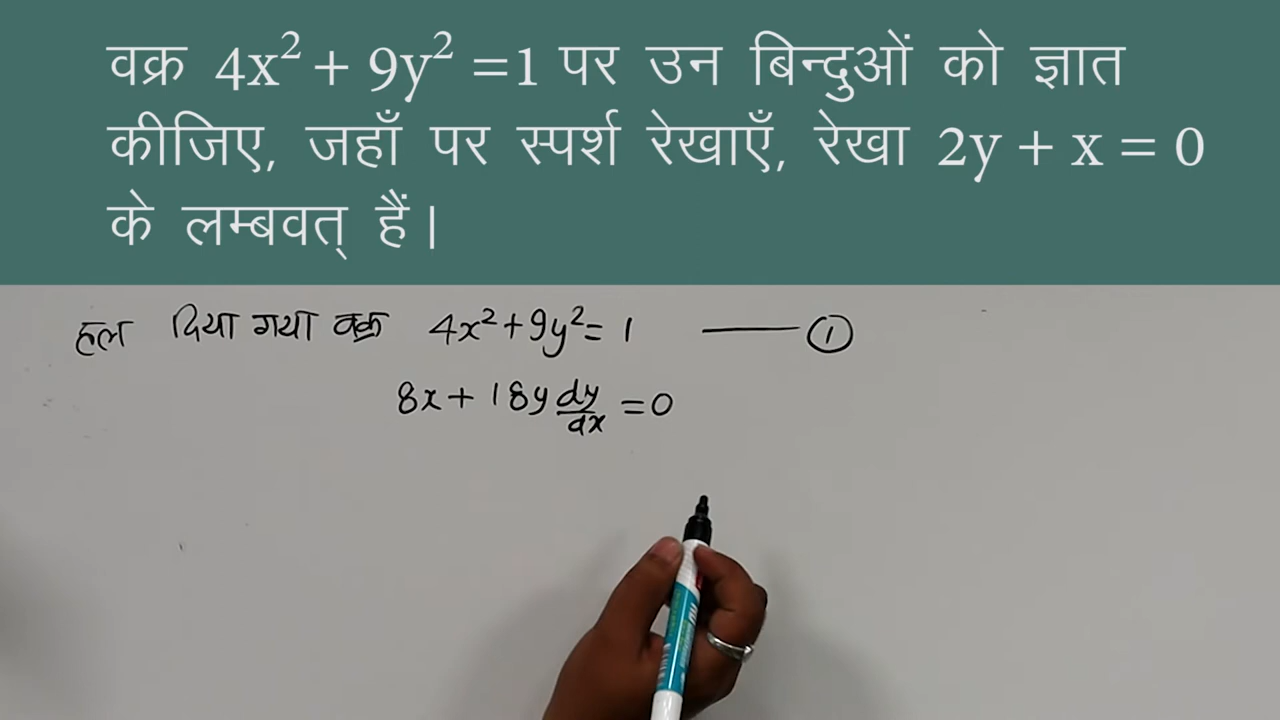 वक्र 4x² + 9y² =1 पर उन बिन्दुओं को ज्ञात
कीजिए, जहाँ पर स्पर्श रेखाएँ, रेखा 2y + x = 0
के लम्बवत् हैं।
हल दिया गया वक्र 4x²+9y²= 1 —— ①
8x + 18y dy/dx = 0